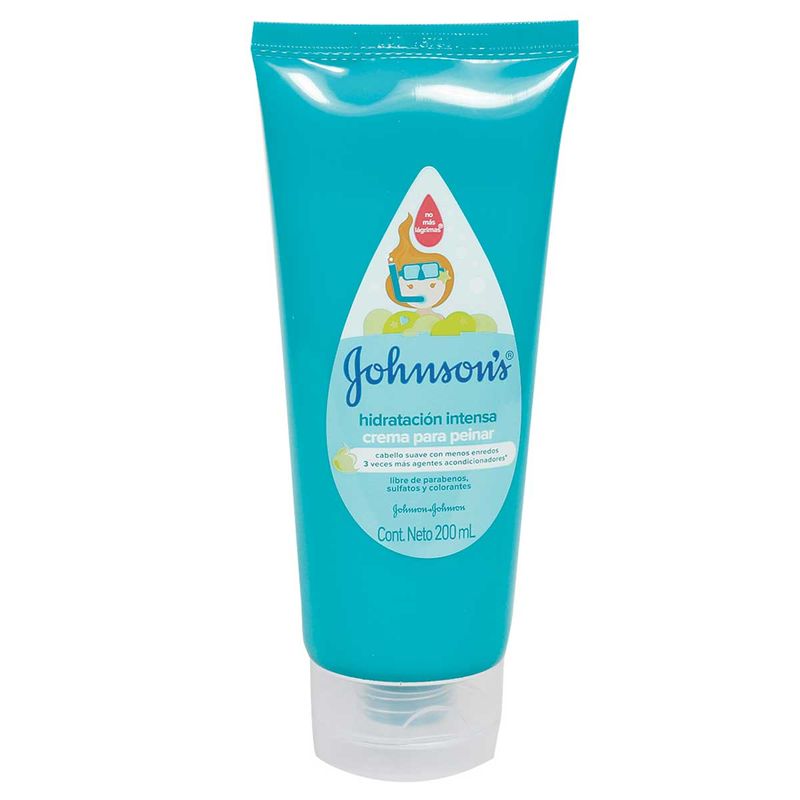 no
más
lágrimas®
Johnson's®
hidratación intensa
crema para peinar
cabello suave con menos enredos
3 veces más agentes acondicionadores*
libre de parabenos,
sulfatos y colorantes
Johnson & Johnson
Cont. Neto 200 mL